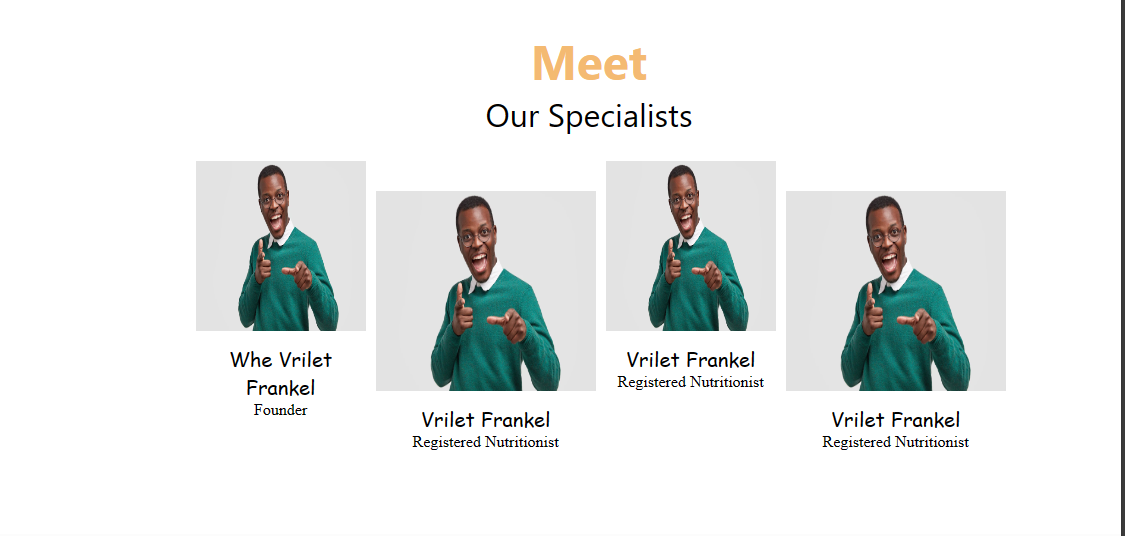 Meet
Our Specialists
Whe Vrilet
Frankel
Founder
Vrilet Frankel
Registered Nutritionist
Vrilet Frankel
Registered Nutritionist
Vrilet Frankel
Registered Nutritionist